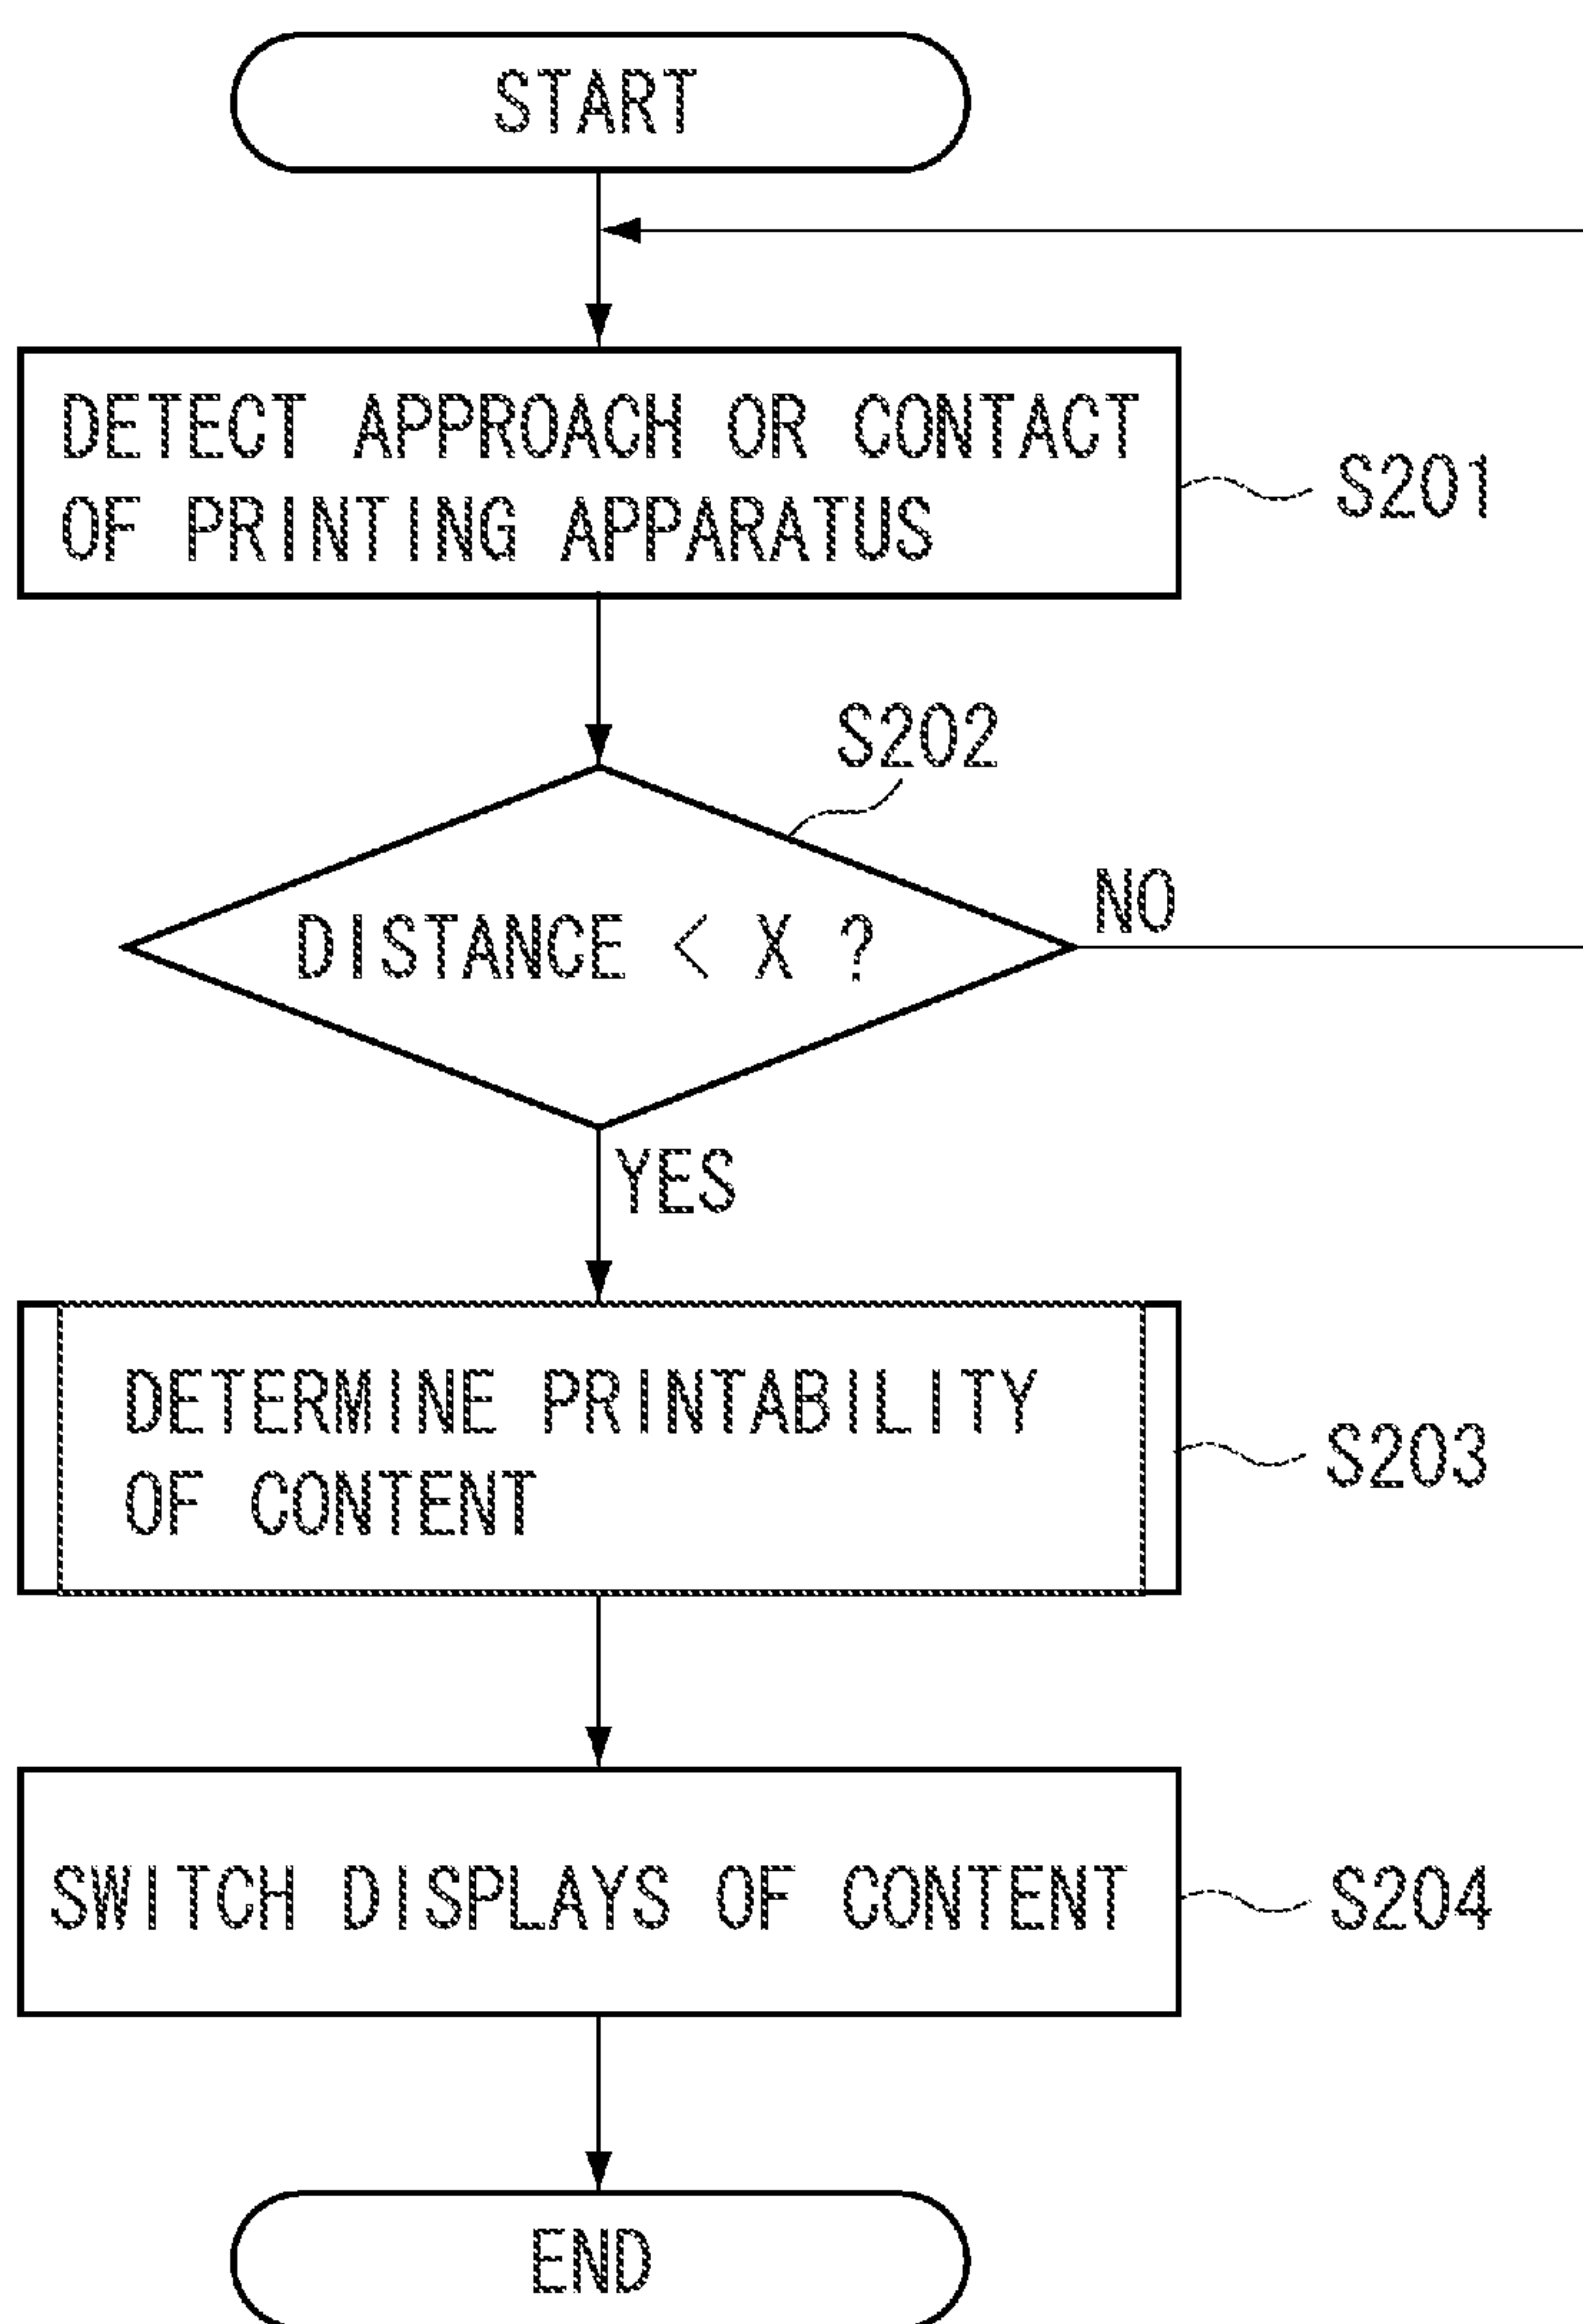 START
DETECT APPROACH OR CONTACT
OF PRINTING APPARATUS
S201
S202
DISTANCE < X ?
NO
YES
DETERMINE PRINTABILITY
OF CONTENT
S203
SWITCH DISPLAYS OF CONTENT
S204
END